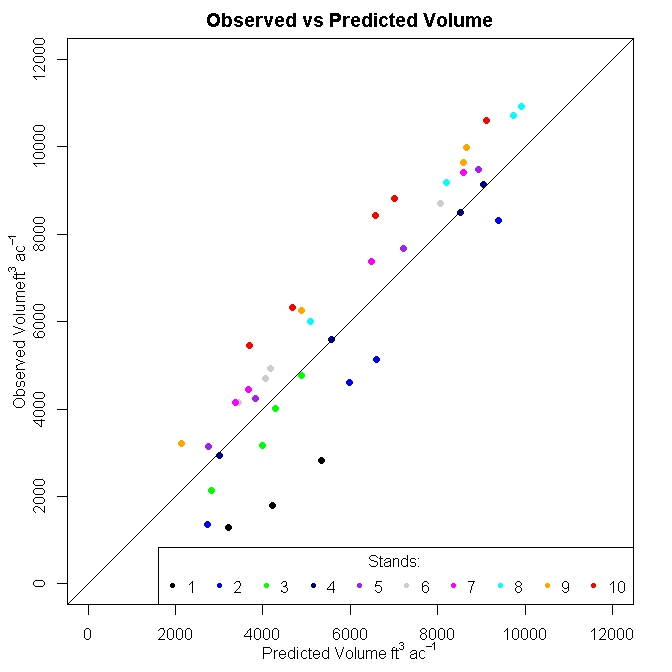 Observed vs Predicted Volume
Observed Volumeft³ ac⁻¹
12000
10000
8000
6000
4000
2000
0
Stands:
1 2 3 4 5 6 7 8 9 10
0 2000 4000 6000 8000 10000 12000
Predicted Volume ft³ ac⁻¹